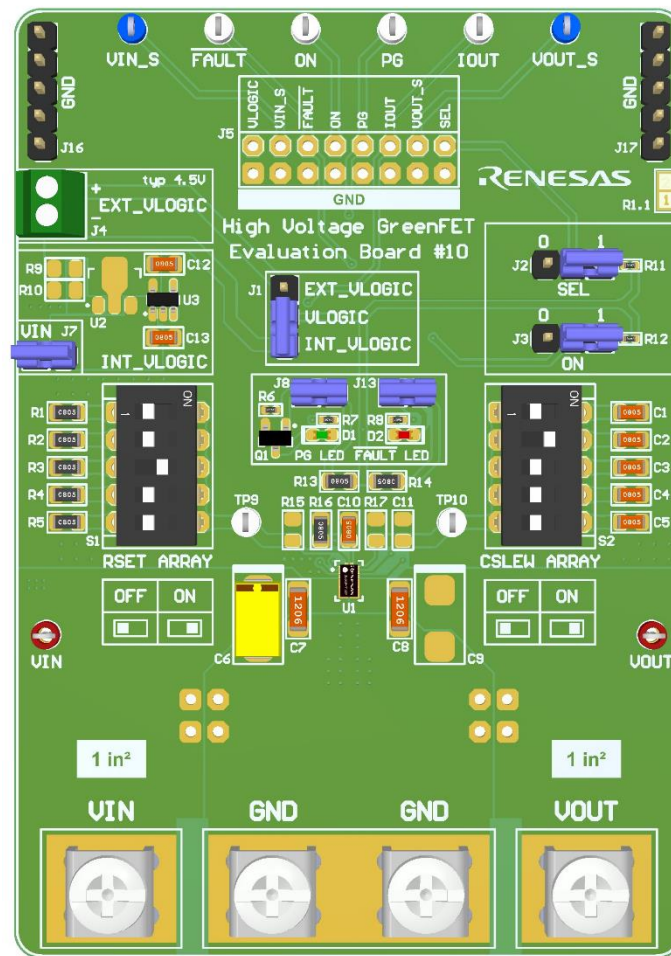 VIN_S FAULT ON PG IOUT VOUT_S
GND
J16
J5
VLOGIC
VIN_S
FAULT
ON
PG
IOUT
VOUT_S
SEL
GND
GND
J17
typ 4.5V
+
EXT_VLOGIC
-
J4
RENESAS
R1.1
High Voltage GreenFET
Evaluation Board #10
R9
R10
U2
C12
U3
C13
VIN J7
INT_VLOGIC
J1
EXT_VLOGIC
VLOGIC
INT_VLOGIC
0 1
J2 R11
SEL
0 1
J3 R12
ON
J8 J13
R6
R7 R8
D1 D2
Q1 PG LED FAULT LED
R13 R14
R1
R2
R3
R4
R5
ON
1
S1
RSET ARRAY
TP9 R15 R16 C10 R17 C11 TP10
ON
1
C1
C2
C3
C4
C5
S2
CSLEW ARRAY
OFF ON
OFF ON
U1
C6 C7 C8 C9
1206 1206
VIN
VOUT
1 in² 1 in²
VIN GND GND VOUT